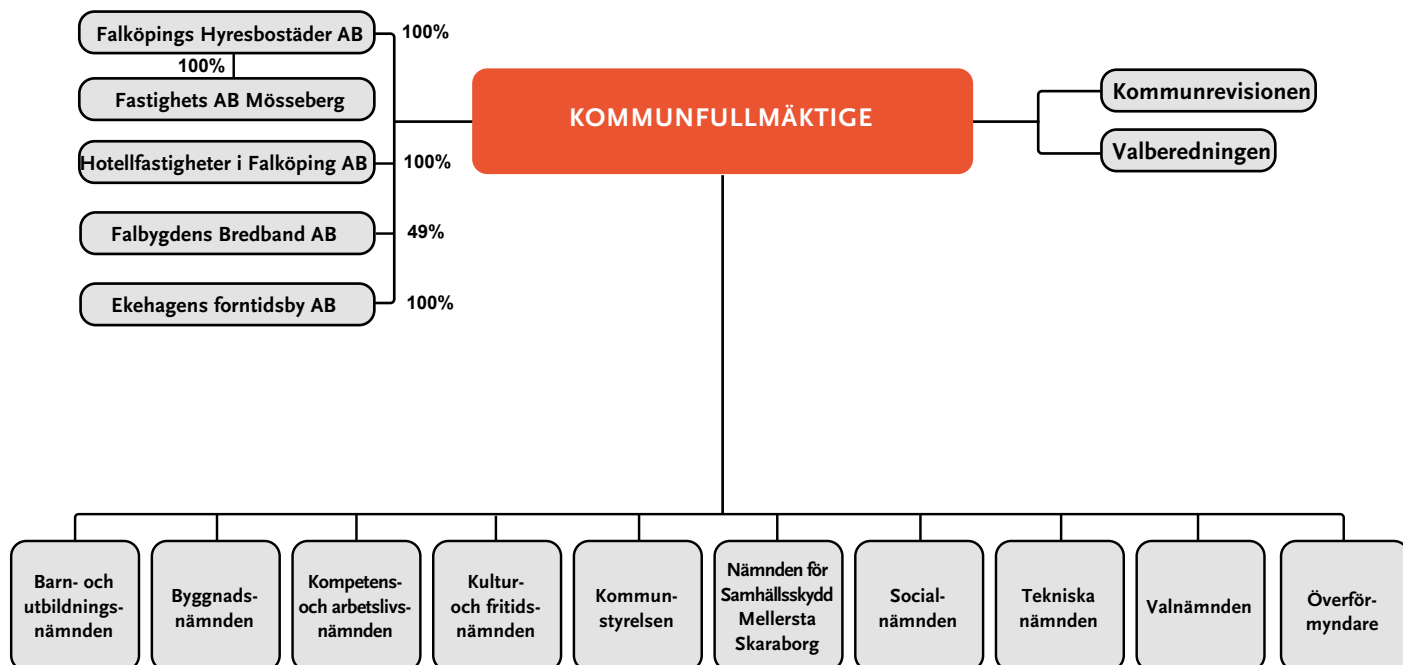 Falköpings Hyresbostäder AB
100%
100%
Fastighets AB Mösseberg
Hotellfastigheter i Falköping AB
100%
Falbygdens Bredband AB
49%
Ekehagens forntidsby AB
100%
KOMMUNFULLMÄKTIGE
Kommunrevisionen
Valberedningen
Barn- och
utbildnings-
nämnden
Byggnads-
nämnden
Kompetens-
och arbetslivs-
nämnden
Kultur-
och fritids-
nämnden
Kommun-
styrelsen
Nämnden för
Samhällsskydd
Mellersta
Skaraborg
Social-
nämnden
Tekniska
nämnden
Valnämnden
Överför-
myndare